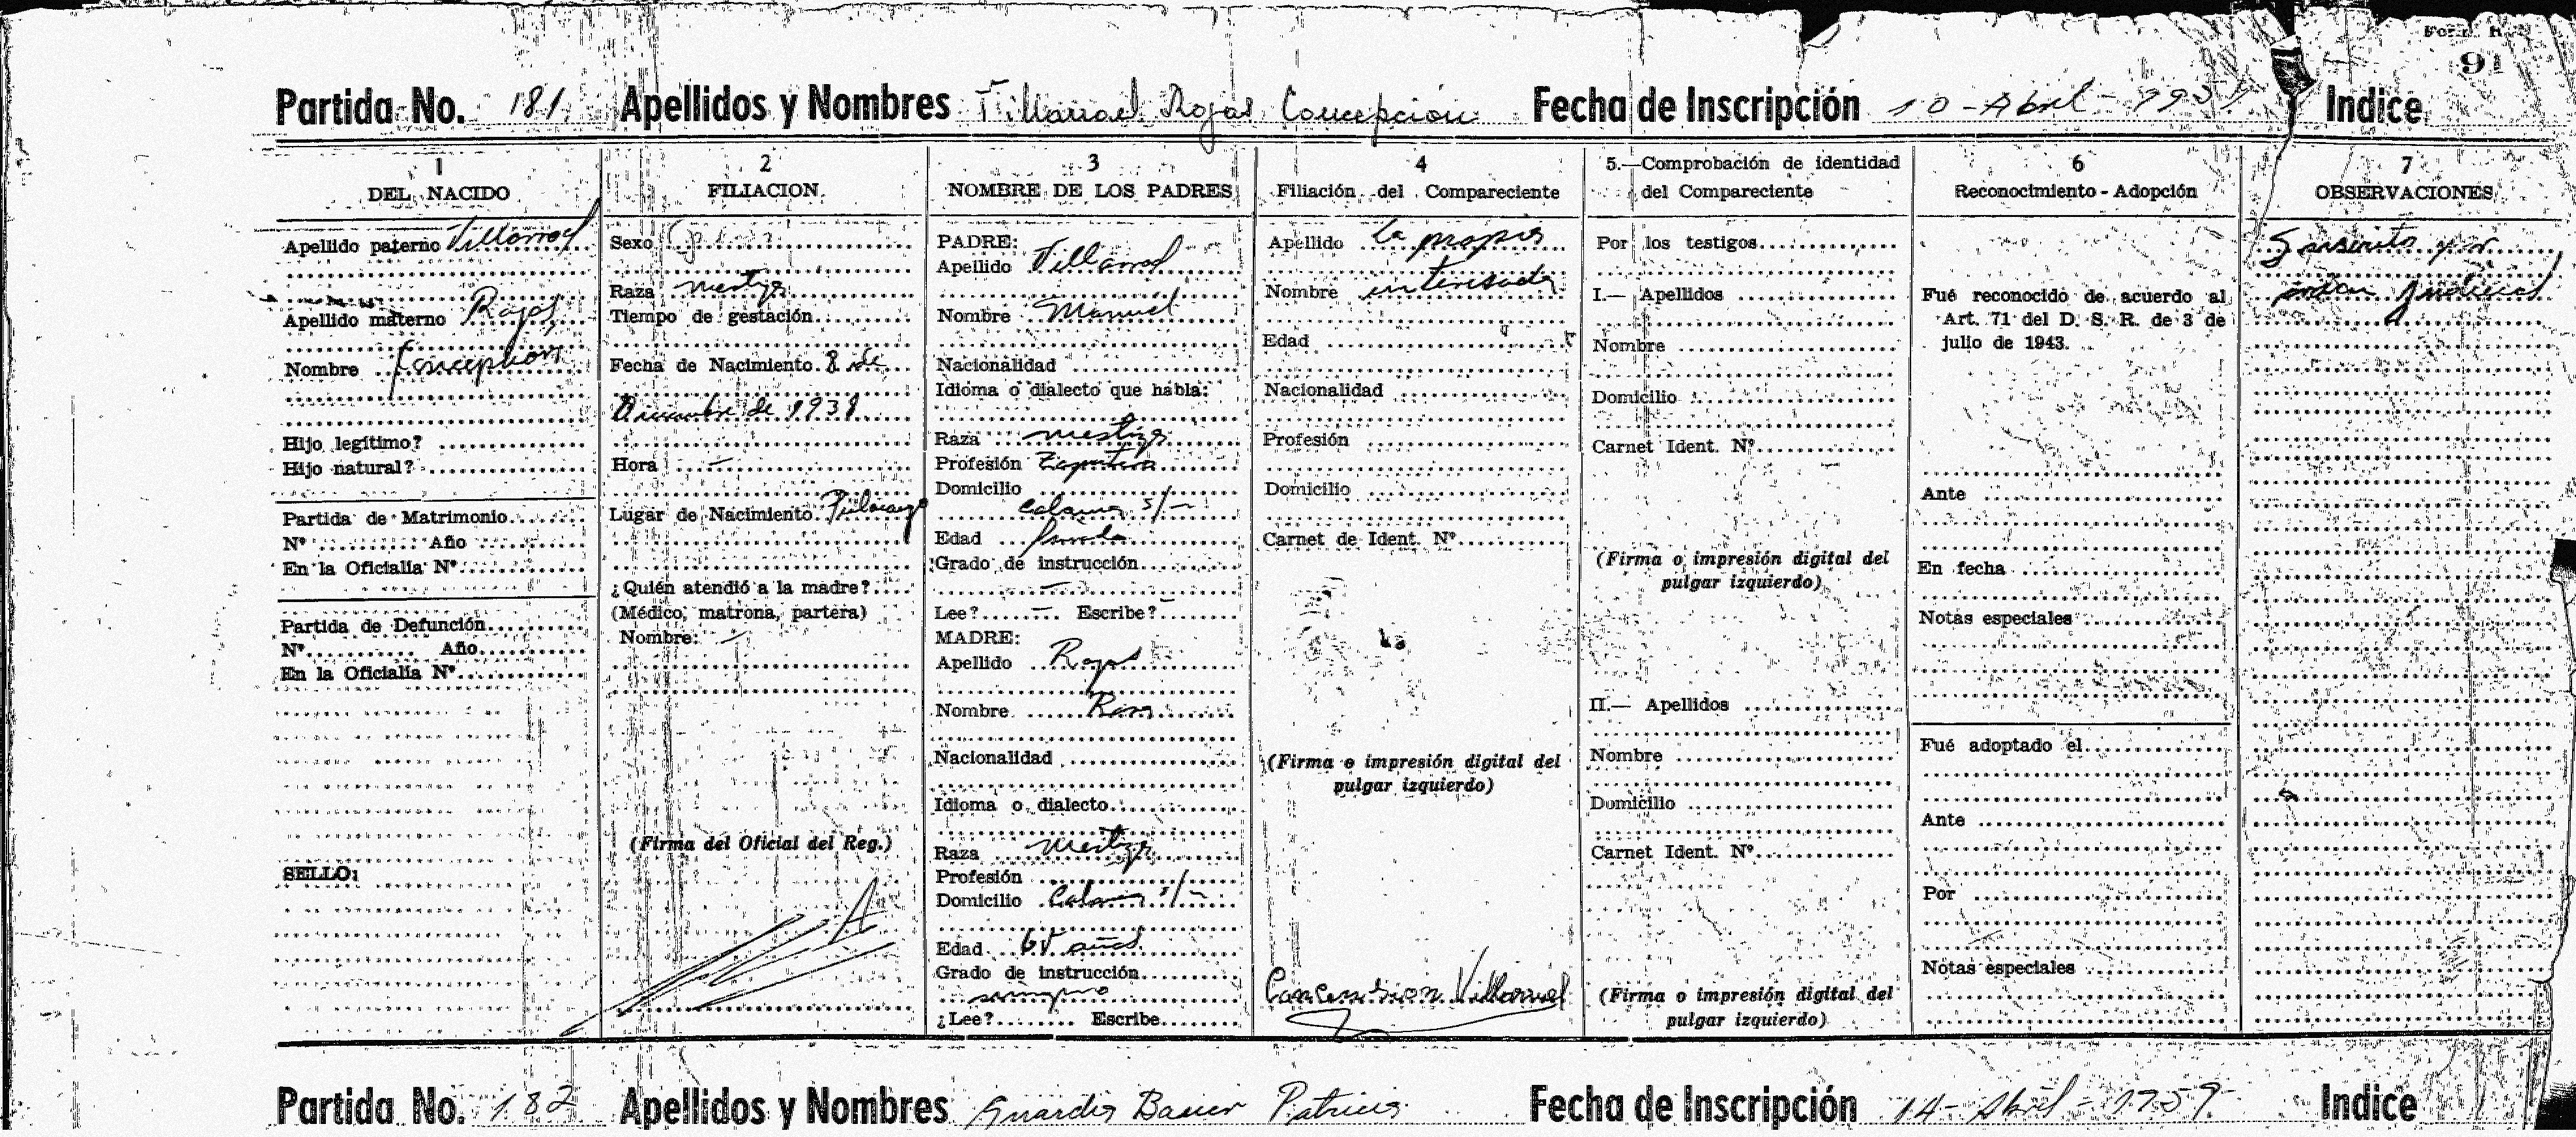 Form. H
91
Partida No. 181. Apellidos y Nombres Villarroel Rojas Concepción Fecha de Inscripción 10 - Abril - Indice
1
DEL NACIDO
Apellido paterno Villarroel
Apellido materno Rojas
Nombre Concepción
Hijo legítimo?
Hijo natural?
Partida de Matrimonio
Nº Año
En la Oficialía Nº
Partida de Defunción
Nº Año
En la Oficialía Nº
SELLO:
2
FILIACION
Sexo
Raza mestiza
Tiempo de gestación
Fecha de Nacimiento 8 de
Diciembre de 1938
Hora —
Lugar de Nacimiento
¿Quién atendió a la madre?
(Médico, matrona, partera)
Nombre: —
(Firma del Oficial del Reg.)
3
NOMBRE DE LOS PADRES
PADRE:
Apellido Villarroel
Nombre Manuel
Nacionalidad
Idioma o dialecto que habla:
Raza mestiza
Profesión Zapatero
Domicilio
Calama s/-
Edad
Grado de instrucción
—
Lee? — Escribe?
MADRE:
Apellido Rojas
Nombre Rosa
Nacionalidad
Idioma o dialecto
Raza mestiza
Profesión
Domicilio Calama s/-
Edad 65 años
Grado de instrucción
ninguno
¿Lee? Escribe
4
Filiación del Compareciente
Apellido La propia
Nombre interesada
Edad
Nacionalidad
Profesión
Domicilio
Carnet de Ident. Nº
(Firma o impresión digital del
pulgar izquierdo)
Villarroel
5.—Comprobación de identidad
del Compareciente
Por los testigos
I.— Apellidos
Nombre
Domicilio
Carnet Ident. Nº
(Firma o impresión digital del
pulgar izquierdo)
II.— Apellidos
Nombre
Domicilio
Carnet Ident. Nº
(Firma o impresión digital del
pulgar izquierdo)
6
Reconocimiento - Adopción
Fué reconocido de acuerdo al
Art. 71 del D. S. R. de 3 de
julio de 1943.
Ante
En fecha
Notas especiales
Fué adoptado el
Ante
Por
Notas especiales
7
OBSERVACIONES
Inscrito por
orden Judicial
Partida No. 182 Apellidos y Nombres Guardia Bauer Patricia Fecha de Inscripción 14 - Abril - 1959 Indice